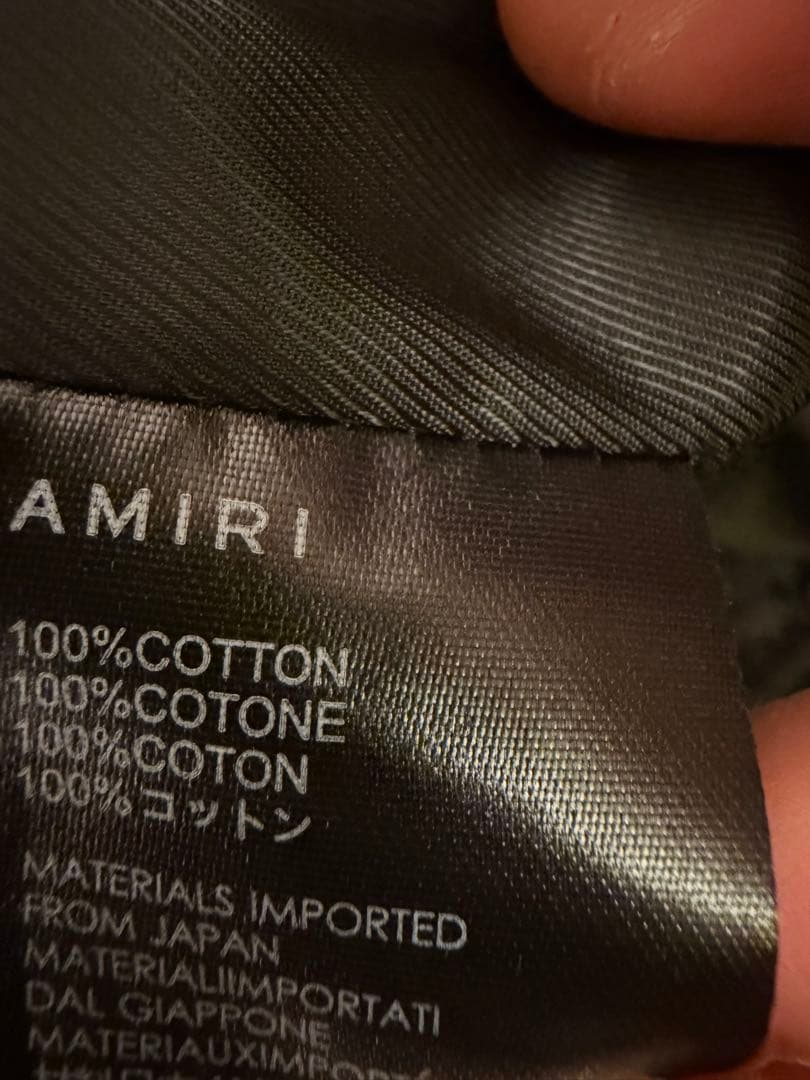 AMIRI
100%COTTON
100%COTONE
100%COTON
100%コットン
MATERIALS IMPORTED
FROM JAPAN
MATERIALIIMPORTATI
DAL GIAPPONE